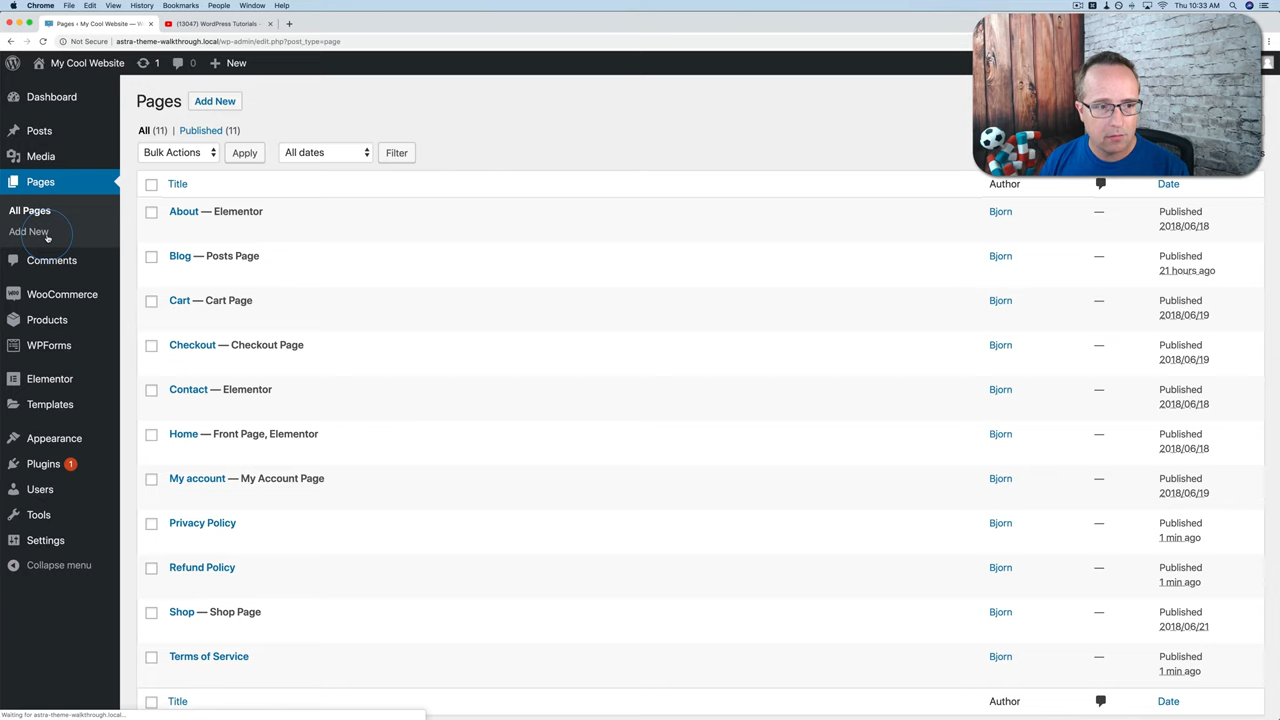 Chrome File Edit View History Bookmarks People Window Help Thu 10:33 AM
Pages ‹ My Cool Website — W (13047) WordPress Tutorials -
Not Secure astra-theme-walkthrough.local/wp-admin/edit.php?post_type=page
My Cool Website 1 0 New
Dashboard
Posts
Media
Pages
All Pages
Add New
Comments
WooCommerce
Products
WPForms
Elementor
Templates
Appearance
Plugins 1
Users
Tools
Settings
Collapse menu
Pages Add New
All (11) | Published (11)
Bulk Actions Apply All dates Filter
Title Author Date
About — Elementor Bjorn — Published
2018/06/18
Blog — Posts Page Bjorn — Published
21 hours ago
Cart — Cart Page Bjorn — Published
2018/06/19
Checkout — Checkout Page Bjorn — Published
2018/06/19
Contact — Elementor Bjorn — Published
2018/06/18
Home — Front Page, Elementor Bjorn — Published
2018/06/18
My account — My Account Page Bjorn — Published
2018/06/19
Privacy Policy Bjorn — Published
1 min ago
Refund Policy Bjorn — Published
1 min ago
Shop — Shop Page Bjorn — Published
2018/06/21
Terms of Service Bjorn — Published
1 min ago
Title Author Date
Waiting for astra-theme-walkthrough.local...